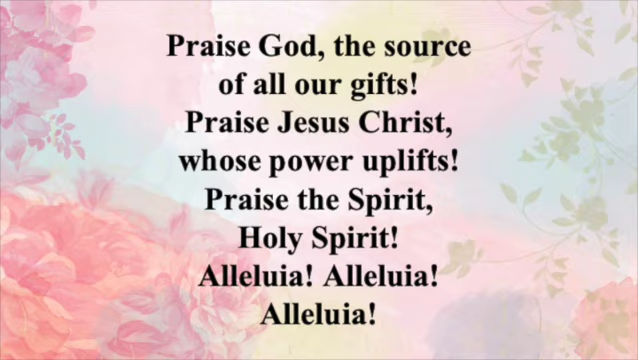 Praise God, the source
of all our gifts!
Praise Jesus Christ,
whose power uplifts!
Praise the Spirit,
Holy Spirit!
Alleluia! Alleluia!
Alleluia!